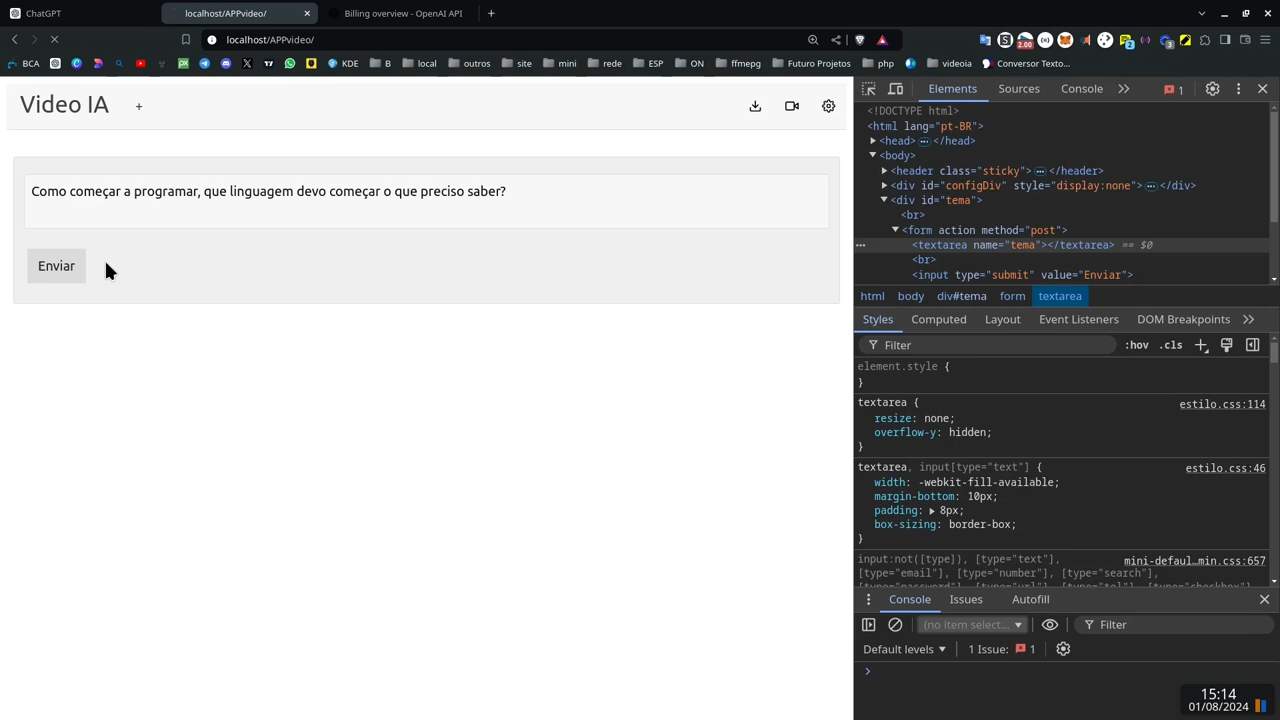 ChatGPT
localhost/APPvideo/
Billing overview - OpenAI API
localhost/APPvideo/
2.00
BCA
KDE
B
local
outros
site
mini
rede
ESP
ON
ffmepg
Futuro Projetos
php
videoia
Conversor Texto...
Video IA +
Como começar a programar, que linguagem devo começar o que preciso saber?
Enviar
Elements Sources Console 1
<!DOCTYPE html>
<html lang="pt-BR">
<head> </head>
<body>
<header class="sticky"> </header>
<div id="configDiv" style="display:none"> </div>
<div id="tema">
<br>
<form action method="post">
<textarea name="tema"></textarea> == $0
<br>
<input type="submit" value="Enviar">
html body div#tema form textarea
Styles Computed Layout Event Listeners DOM Breakpoints
Filter :hov .cls
element.style {
}
textarea { estilo.css:114
resize: none;
overflow-y: hidden;
}
textarea, input[type="text"] { estilo.css:46
width: -webkit-fill-available;
margin-bottom: 10px;
padding: 8px;
box-sizing: border-box;
}
input:not([type]), [type="text"], mini-defaul…min.css:657
[type="email"], [type="number"], [type="search"],
Console Issues Autofill
(no item selec... Filter
Default levels 1 Issue: 1
15:14
01/08/2024